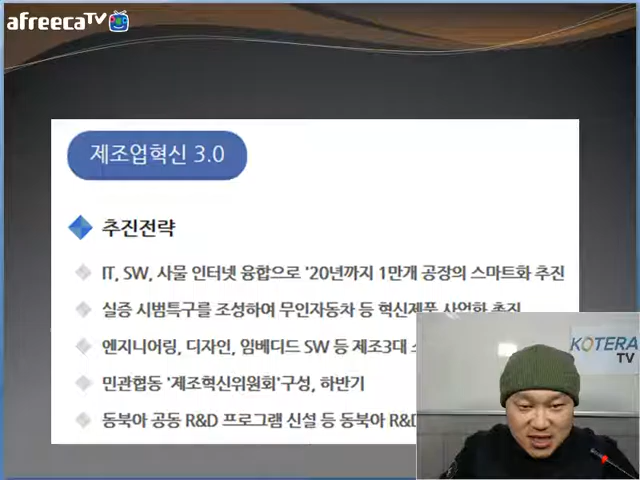 afreecaTV
제조업혁신 3.0
추진전략
IT, SW, 사물 인터넷 융합으로 '20년까지 1만개 공장의 스마트화 추진
실증 시범특구를 조성하여 무인자동차 등 혁신제품 사업화 추진
엔지니어링, 디자인, 임베디드 SW 등 제조3대
민관협동 '제조혁신위원회'구성, 하반기
동북아 공동 R&D 프로그램 신설 등 동북아 R&D
KOTERA
TV